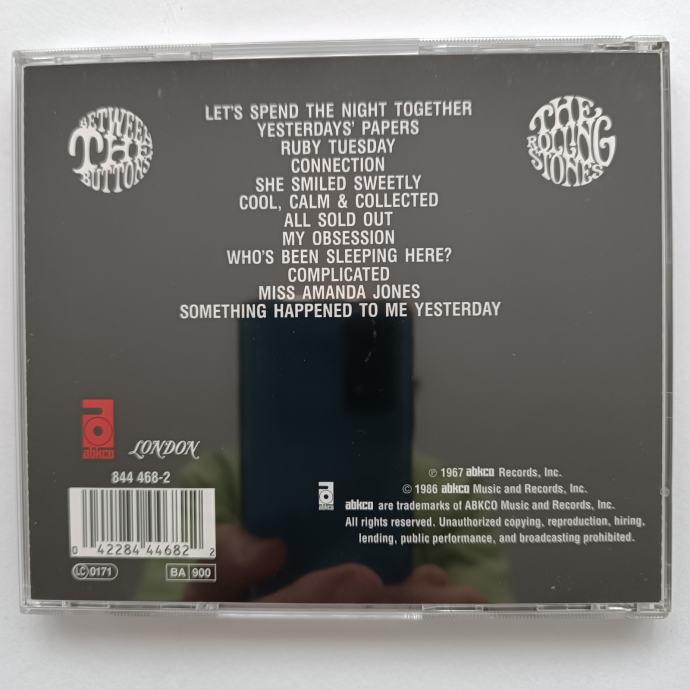 BETWEEN
THE
BUTTONS
THE
ROLLING
STONES
LET'S SPEND THE NIGHT TOGETHER
YESTERDAYS' PAPERS
RUBY TUESDAY
CONNECTION
SHE SMILED SWEETLY
COOL, CALM & COLLECTED
ALL SOLD OUT
MY OBSESSION
WHO'S BEEN SLEEPING HERE?
COMPLICATED
MISS AMANDA JONES
SOMETHING HAPPENED TO ME YESTERDAY
abkco
LONDON
844 468-2
0 42284 44682 2
LC 0171
BA 900
℗ 1967 abkco Records, Inc.
© 1986 abkco Music and Records, Inc.
abkco
abkco are trademarks of ABKCO Music and Records, Inc.
All rights reserved. Unauthorized copying, reproduction, hiring,
lending, public performance, and broadcasting prohibited.